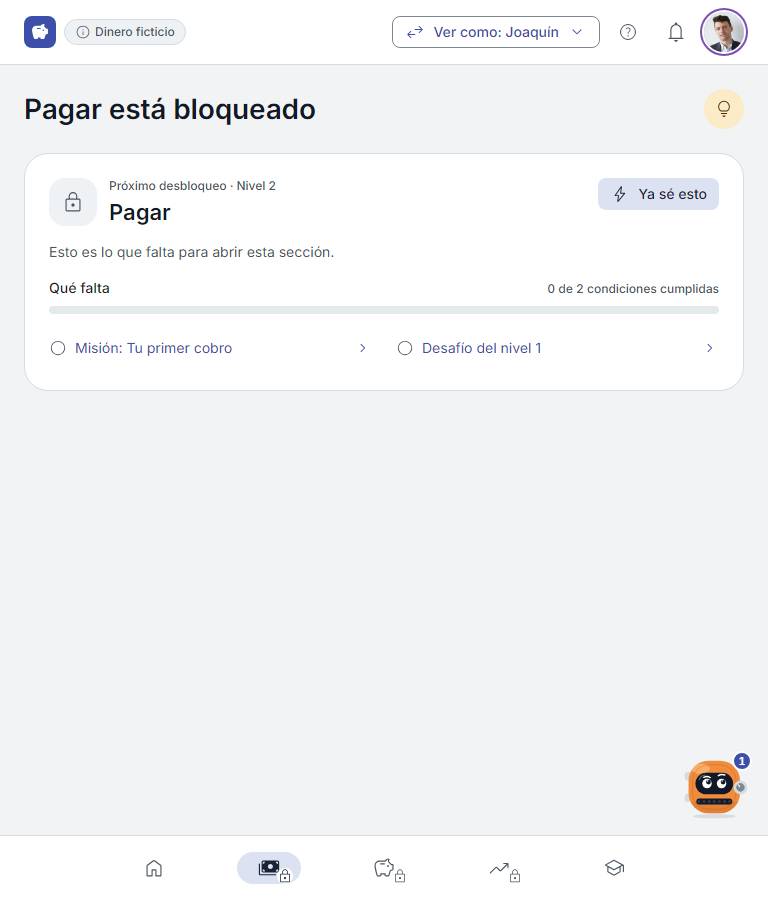 Dinero ficticio
Ver como: Joaquín
Pagar está bloqueado
Próximo desbloqueo · Nivel 2
Pagar
Ya sé esto
Esto es lo que falta para abrir esta sección.
Qué falta
0 de 2 condiciones cumplidas
Misión: Tu primer cobro
Desafío del nivel 1
1